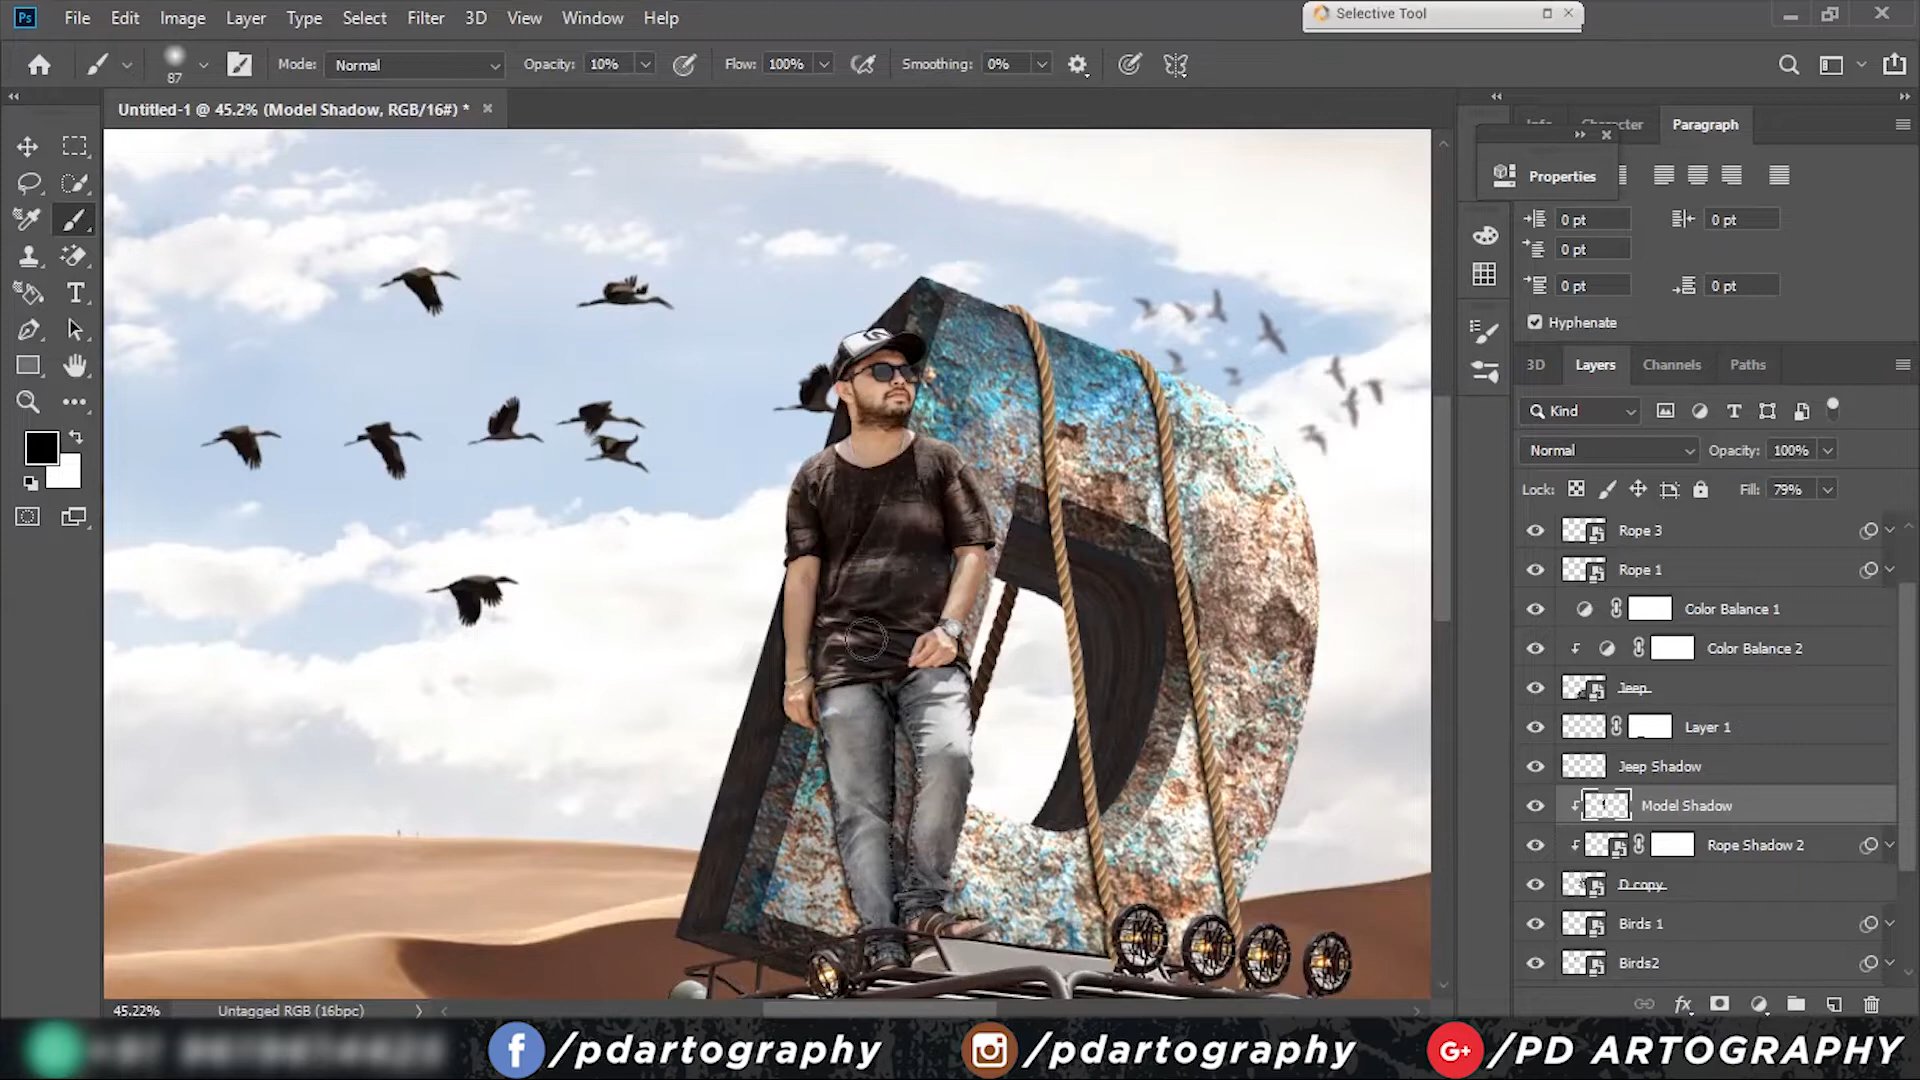 Ps File Edit Image Layer Type Select Filter 3D View Window Help
Selective Tool
87 Mode: Normal Opacity: 10% Flow: 100% Smoothing: 0%
Untitled-1 @ 45.2% (Model Shadow, RGB/16#) *
Info Character Paragraph
Properties
0 pt 0 pt
0 pt
0 pt 0 pt
Hyphenate
3D Layers Channels Paths
Kind
Normal Opacity: 100%
Lock: Fill: 79%
Rope 3
Rope 1
Color Balance 1
Color Balance 2
Jeep
Layer 1
Jeep Shadow
Model Shadow
Rope Shadow 2
D copy
Birds 1
Birds2
45.22% Untagged RGB (16bpc)
/pdartography /pdartography G+ /PD ARTOGRAPHY